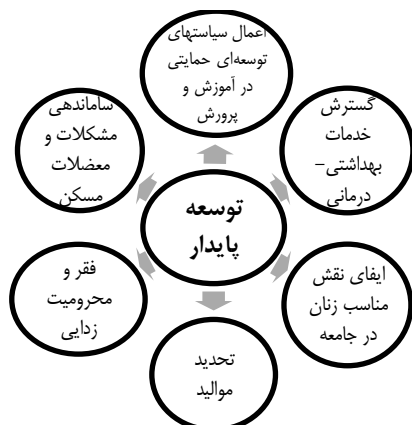 اعمال سیاستهای
توسعه‌ای حمایتی
در آموزش و
پرورش
گسترش
خدمات
بهداشتی–
درمانی
ایفای نقش
مناسب زنان
در جامعه
تحدید
موالید
فقر و
محرومیت
زدایی
ساماندهی
مشکلات و
معضلات
مسکن
توسعه
پایدار